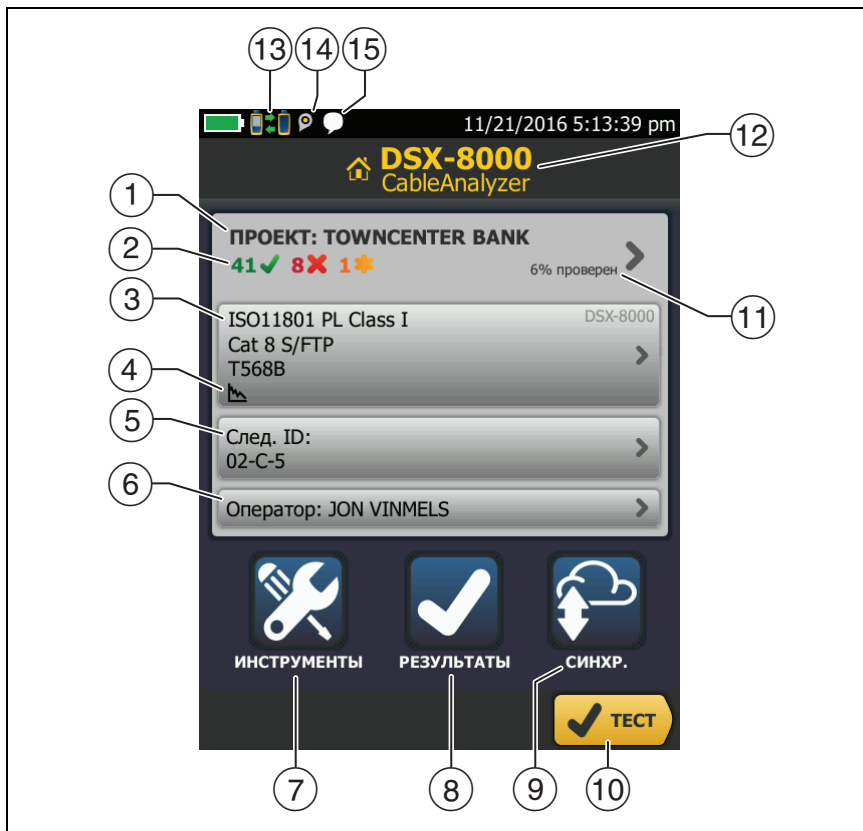 13 14 15
11/21/2016 5:13:39 pm
12
DSX-8000
CableAnalyzer
1
ПРОЕКТ: TOWNCENTER BANK
2
41 8 1
6% проверен
11
3
ISO11801 PL Class I
DSX-8000
Cat 8 S/FTP
T568B
4
5
След. ID:
02-C-5
6
Оператор: JON VINMELS
ИНСТРУМЕНТЫ
РЕЗУЛЬТАТЫ
СИНХР.
ТЕСТ
7 8 9 10